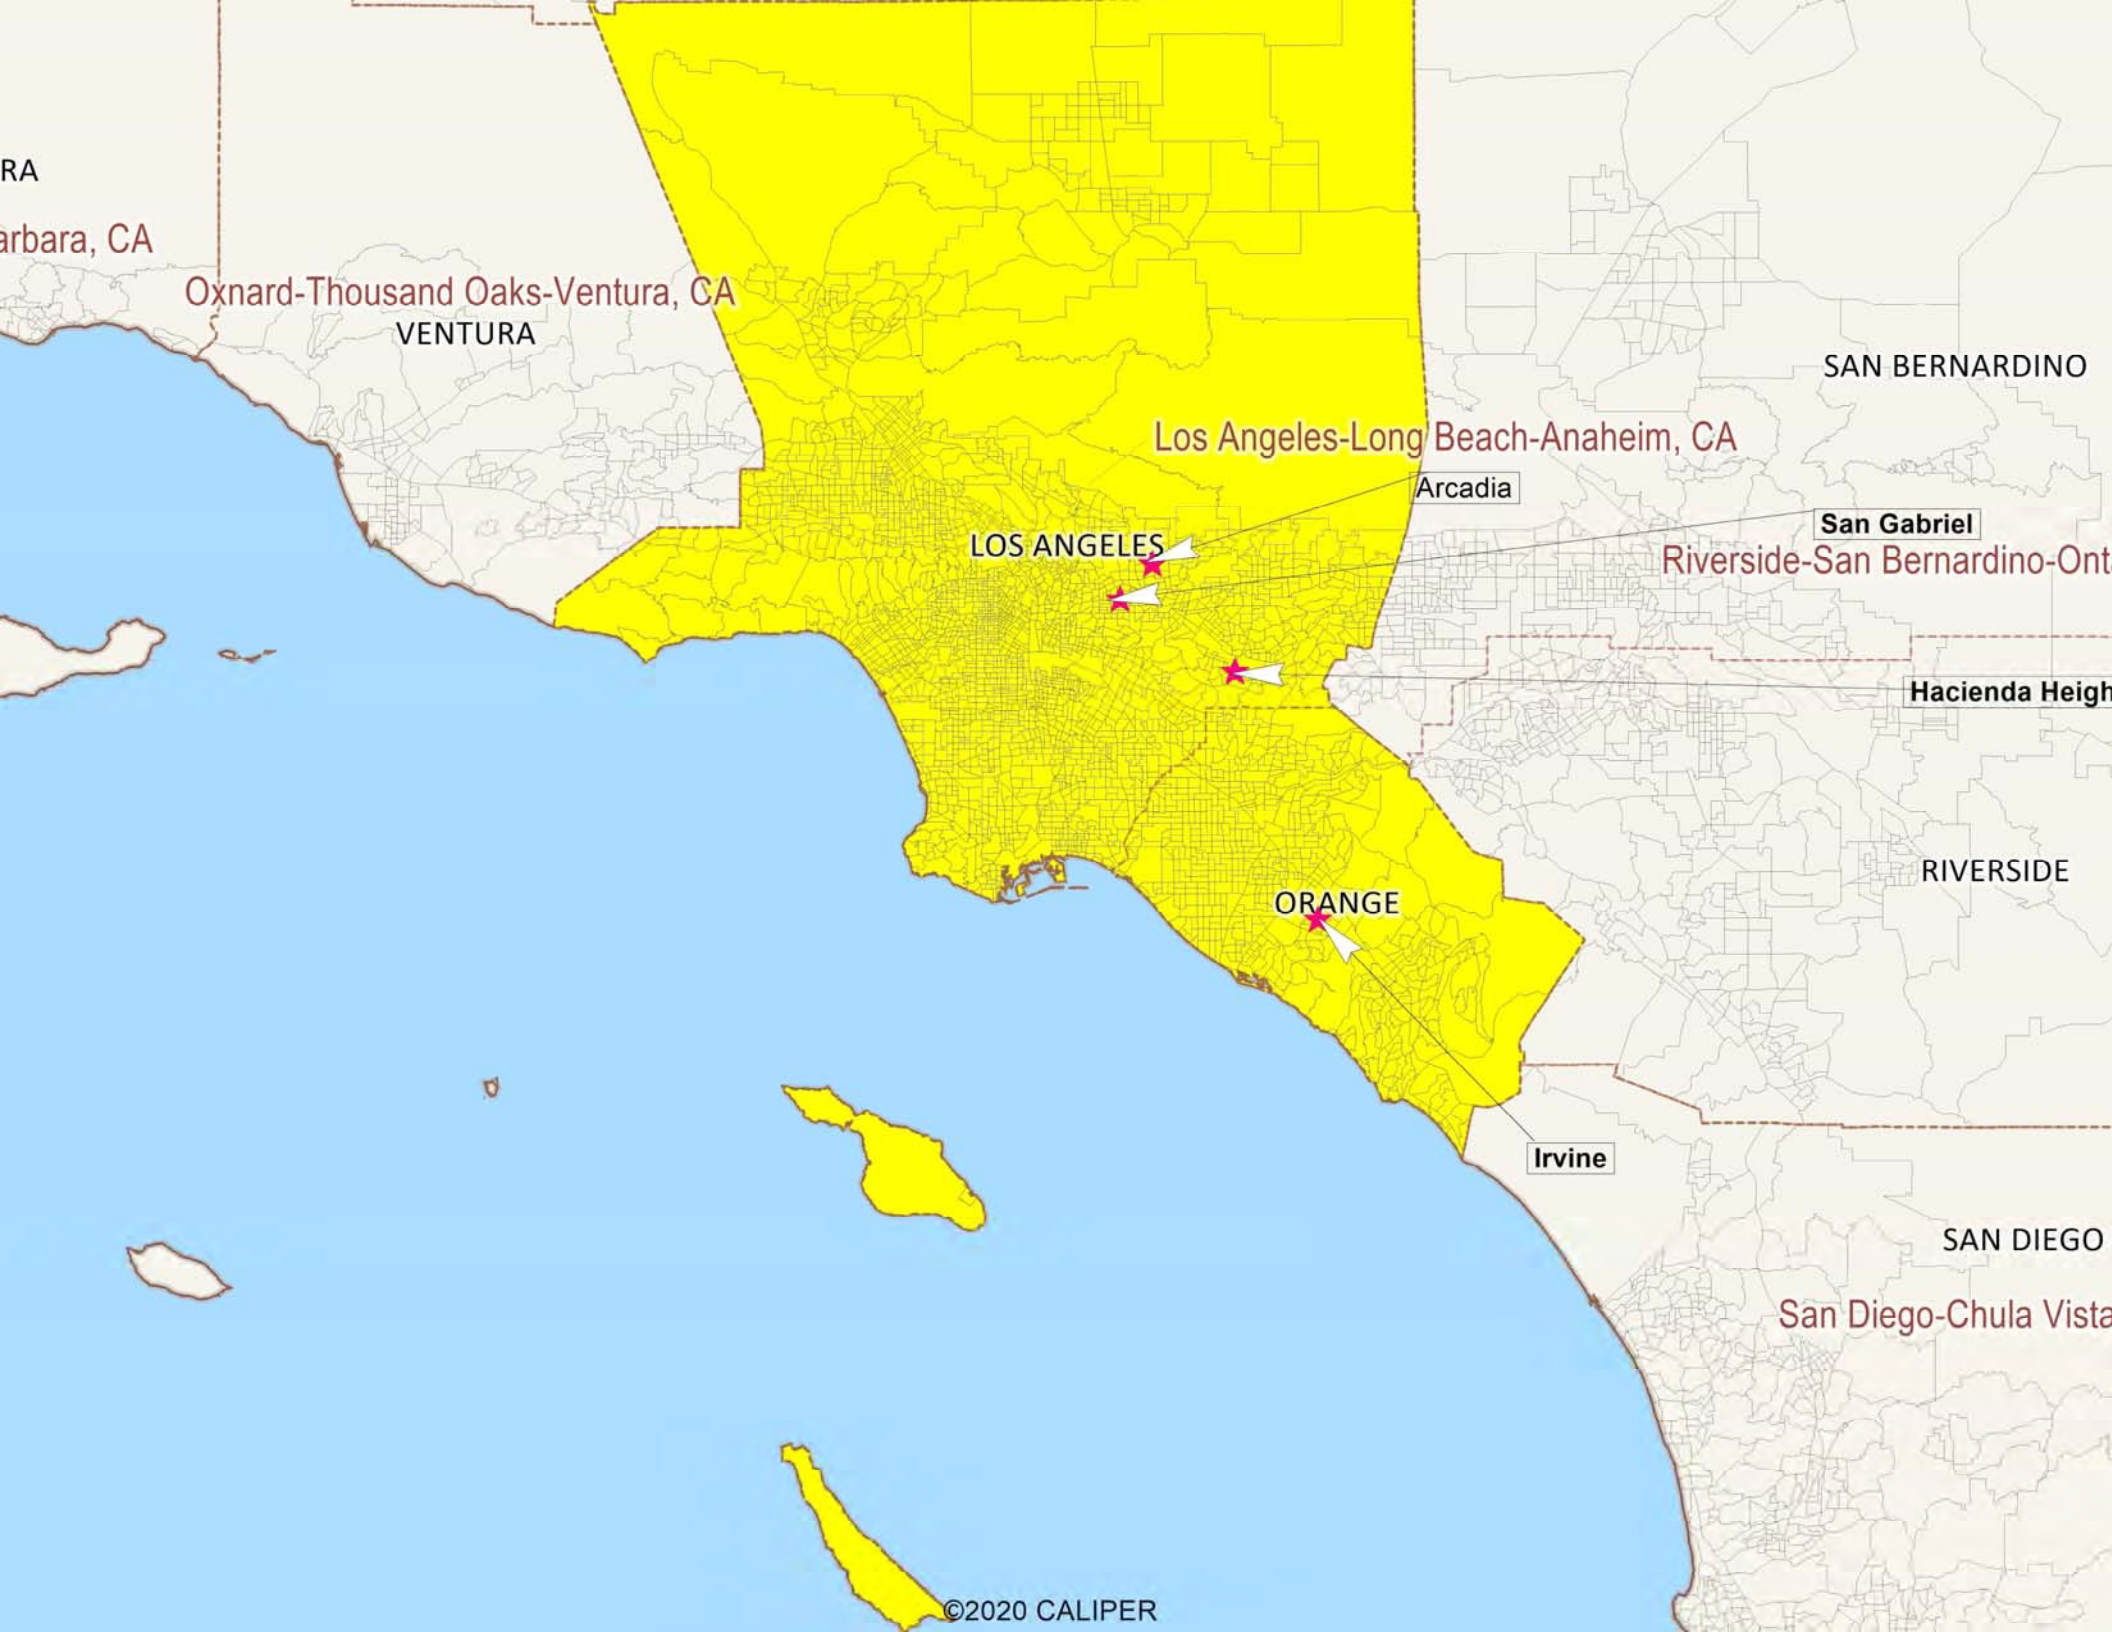 RA
arbara, CA
Oxnard-Thousand Oaks-Ventura, CA
VENTURA
SAN BERNARDINO
Los Angeles-Long Beach-Anaheim, CA
Arcadia
San Gabriel
LOS ANGELES
Riverside-San Bernardino-Ont
Hacienda Heigh
RIVERSIDE
ORANGE
Irvine
SAN DIEGO
San Diego-Chula Vista
©2020 CALIPER